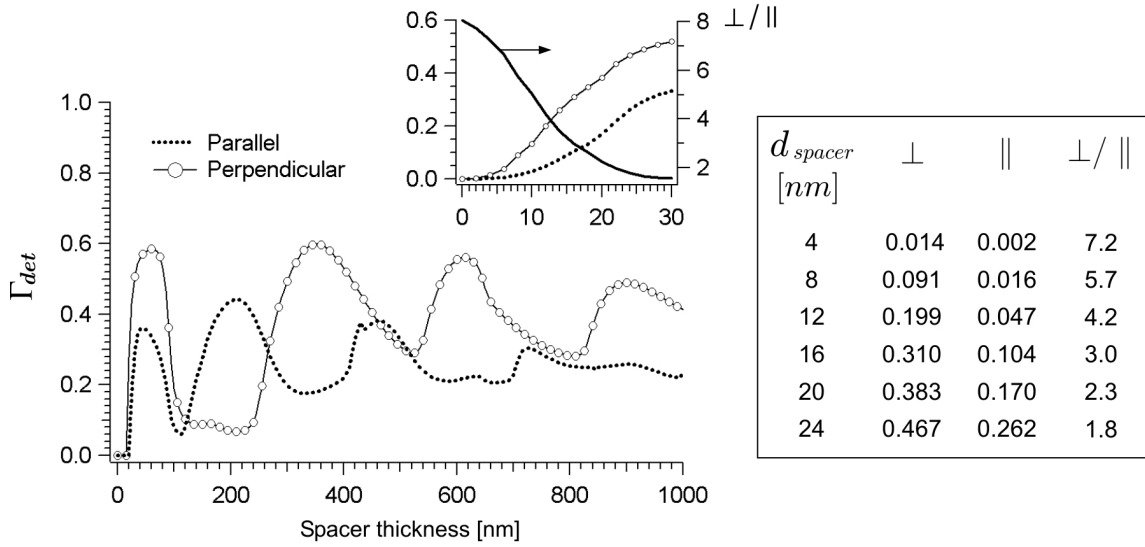 0.6
0.4
0.2
0.0
8
6
4
2
⊥/∥
0 10 20 30
1.0
0.8
0.6
0.4
0.2
0.0
Γdet
Parallel
Perpendicular
0 200 400 600 800 1000
Spacer thickness [nm]
d spacer ⊥ ∥ ⊥/∥
[nm]
4 0.014 0.002 7.2
8 0.091 0.016 5.7
12 0.199 0.047 4.2
16 0.310 0.104 3.0
20 0.383 0.170 2.3
24 0.467 0.262 1.8